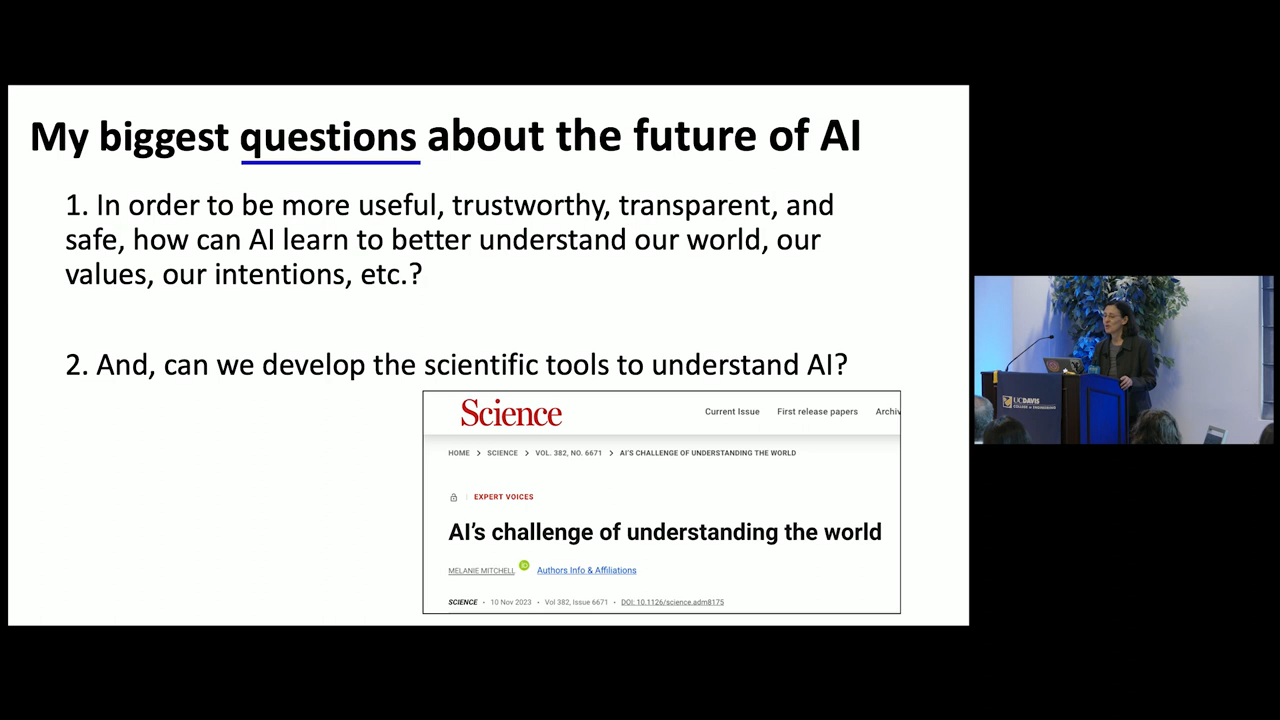 My biggest questions about the future of AI
1. In order to be more useful, trustworthy, transparent, and
safe, how can AI learn to better understand our world, our
values, our intentions, etc.?
2. And, can we develop the scientific tools to understand AI?
Science
Current Issue First release papers Archiv
HOME > SCIENCE > VOL. 382, NO. 6671 > AI'S CHALLENGE OF UNDERSTANDING THE WORLD
EXPERT VOICES
AI's challenge of understanding the world
MELANIE MITCHELL iD Authors Info & Affiliations
SCIENCE • 10 Nov 2023 • Vol 382, Issue 6671 • DOI: 10.1126/science.adm8175
UCDAVIS
COLLEGE OF ENGINEERING